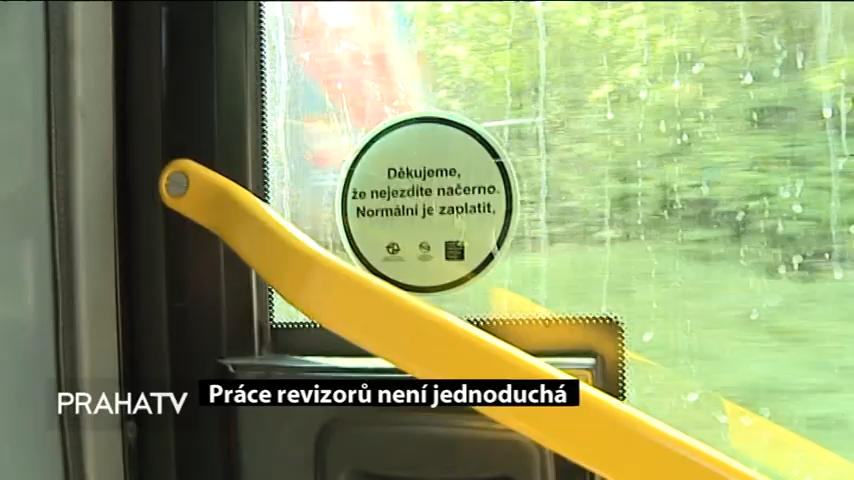 Děkujeme,
že nejezdíte načerno.
Normální je zaplatit.
PRAHATV
Práce revizorů není jednoduchá